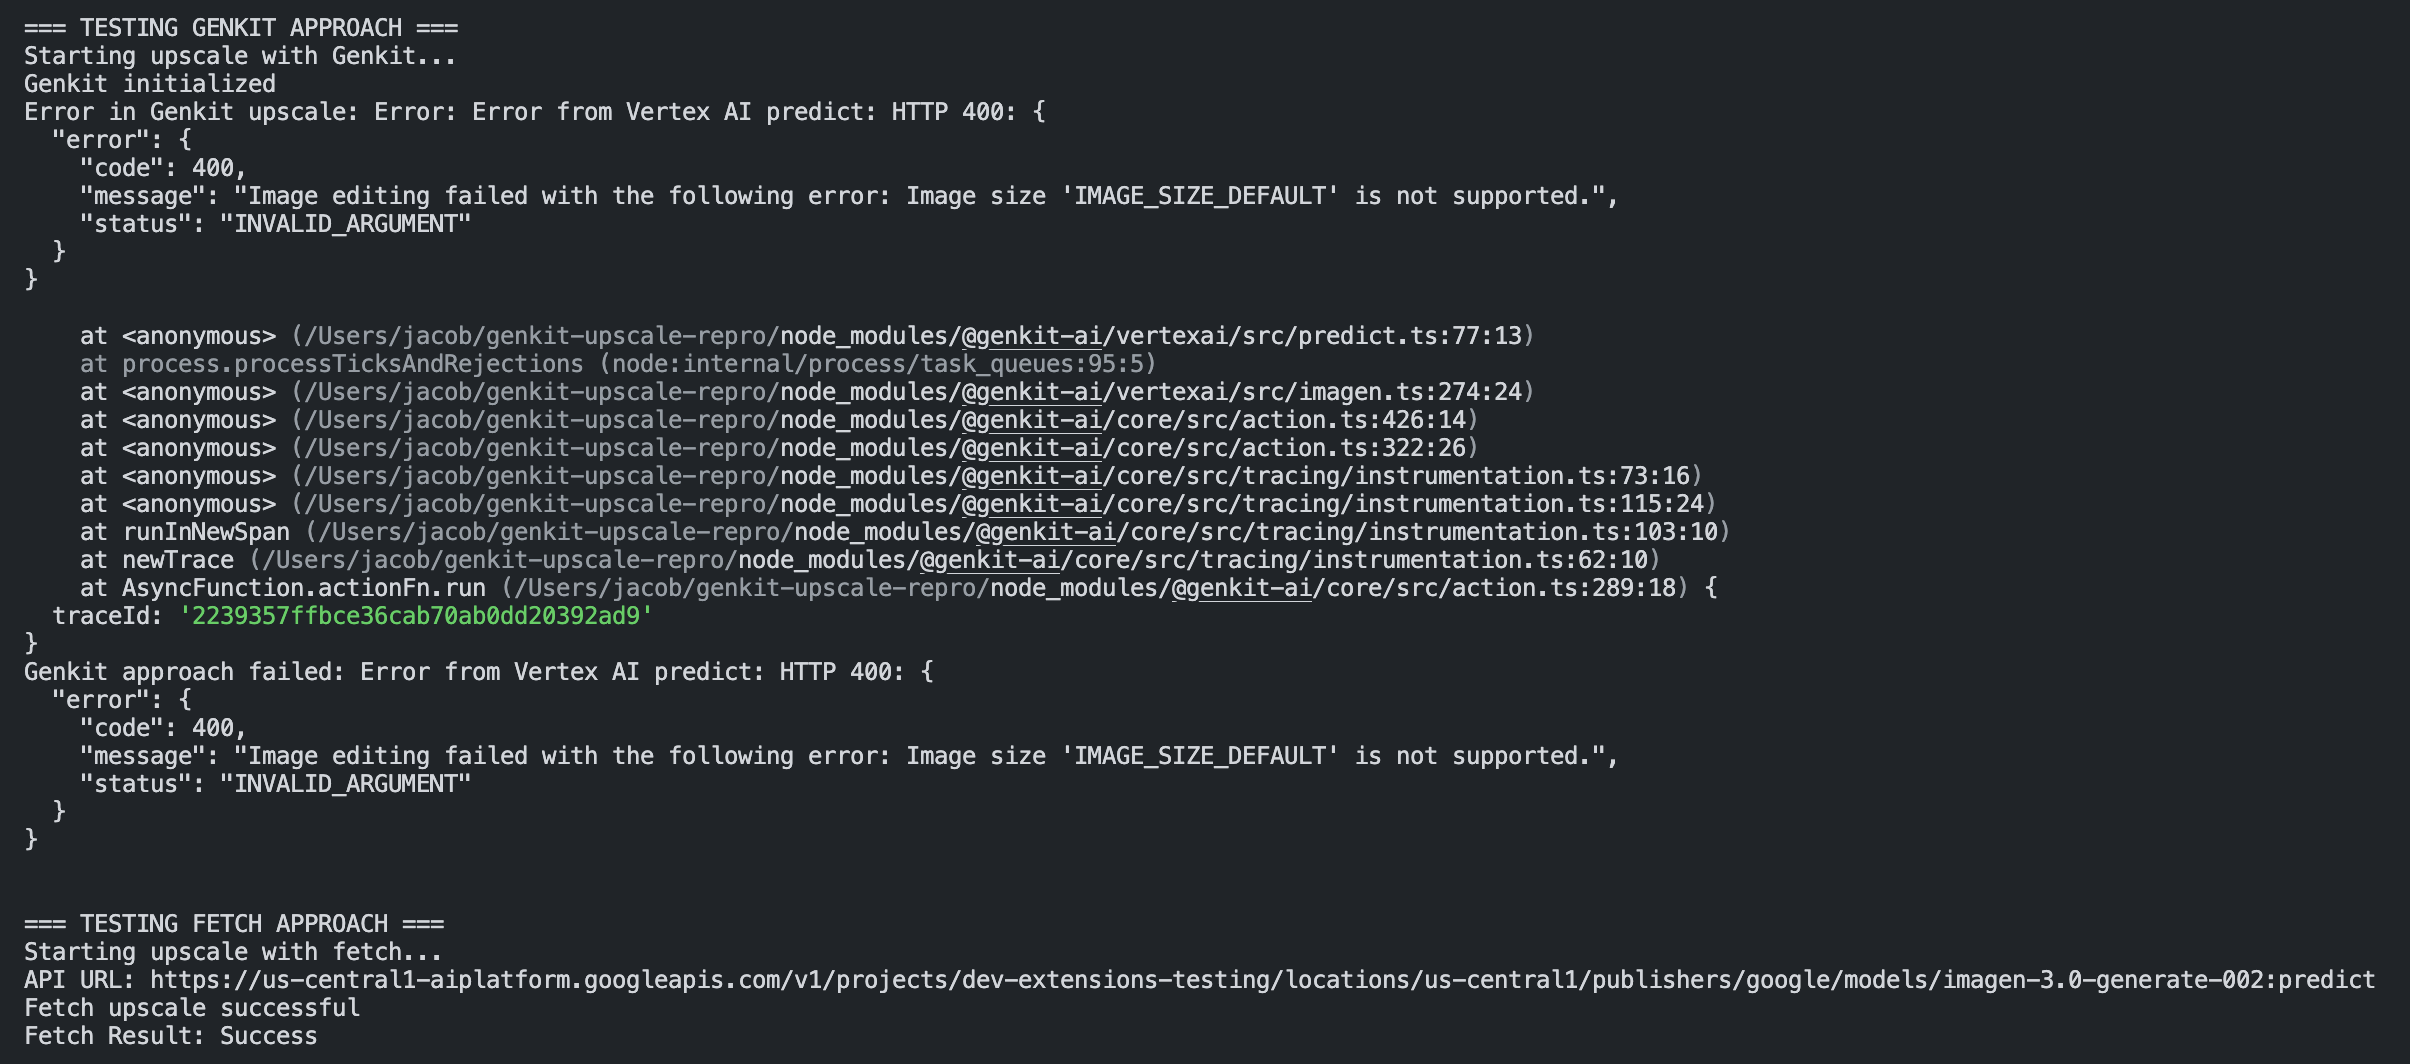 === TESTING GENKIT APPROACH ===
Starting upscale with Genkit...
Genkit initialized
Error in Genkit upscale: Error: Error from Vertex AI predict: HTTP 400: {
  "error": {
    "code": 400,
    "message": "Image editing failed with the following error: Image size 'IMAGE_SIZE_DEFAULT' is not supported.",
    "status": "INVALID_ARGUMENT"
  }
}

    at <anonymous> (/Users/jacob/genkit-upscale-repro/node_modules/@genkit-ai/vertexai/src/predict.ts:77:13)
    at process.processTicksAndRejections (node:internal/process/task_queues:95:5)
    at <anonymous> (/Users/jacob/genkit-upscale-repro/node_modules/@genkit-ai/vertexai/src/imagen.ts:274:24)
    at <anonymous> (/Users/jacob/genkit-upscale-repro/node_modules/@genkit-ai/core/src/action.ts:426:14)
    at <anonymous> (/Users/jacob/genkit-upscale-repro/node_modules/@genkit-ai/core/src/action.ts:322:26)
    at <anonymous> (/Users/jacob/genkit-upscale-repro/node_modules/@genkit-ai/core/src/tracing/instrumentation.ts:73:16)
    at <anonymous> (/Users/jacob/genkit-upscale-repro/node_modules/@genkit-ai/core/src/tracing/instrumentation.ts:115:24)
    at runInNewSpan (/Users/jacob/genkit-upscale-repro/node_modules/@genkit-ai/core/src/tracing/instrumentation.ts:103:10)
    at newTrace (/Users/jacob/genkit-upscale-repro/node_modules/@genkit-ai/core/src/tracing/instrumentation.ts:62:10)
    at AsyncFunction.actionFn.run (/Users/jacob/genkit-upscale-repro/node_modules/@genkit-ai/core/src/action.ts:289:18) {
  traceId: '2239357ffbce36cab70ab0dd20392ad9'
}
Genkit approach failed: Error from Vertex AI predict: HTTP 400: {
  "error": {
    "code": 400,
    "message": "Image editing failed with the following error: Image size 'IMAGE_SIZE_DEFAULT' is not supported.",
    "status": "INVALID_ARGUMENT"
  }
}

=== TESTING FETCH APPROACH ===
Starting upscale with fetch...
API URL: https://us-central1-aiplatform.googleapis.com/v1/projects/dev-extensions-testing/locations/us-central1/publishers/google/models/imagen-3.0-generate-002:predict
Fetch upscale successful
Fetch Result: Success